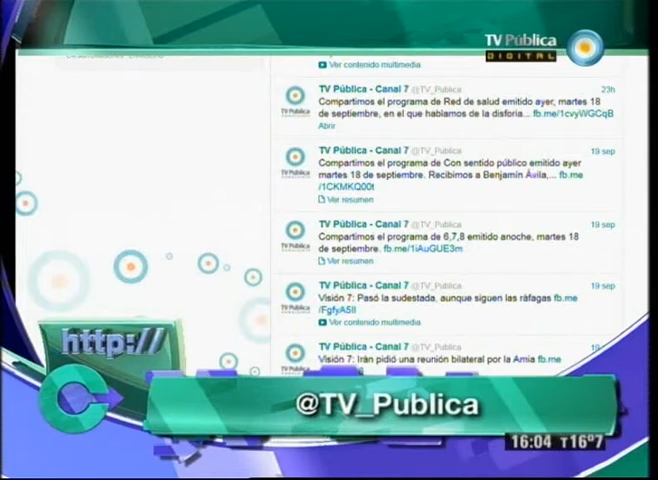 TV Pública
DIGITAL
Ver contenido multimedia
TV Pública - Canal 7 @TV_Publica 23h
Compartimos el programa de Red de salud emitido ayer, martes 18
de septiembre, en el que hablamos de la disforia... fb.me/1cvyWGCqB
Abrir
TV Pública - Canal 7 @TV_Publica 19 sep
Compartimos el programa de Con sentido público emitido ayer
martes 18 de septiembre. Recibimos a Benjamín Ávila,... fb.me
/1CKMKQ00t
Ver resumen
TV Pública - Canal 7 @TV_Publica 19 sep
Compartimos el programa de 6,7,8 emitido anoche, martes 18
de septiembre. fb.me/1iAuGUE3m
Ver resumen
TV Pública - Canal 7 @TV_Publica 19 sep
Visión 7: Pasó la sudestada, aunque siguen las ráfagas fb.me
/FgfyA5II
Ver contenido multimedia
TV Pública - Canal 7 @TV_Publica 19
Visión 7: Irán pidió una reunión bilateral por la Amia fb.me
http://
@TV_Publica
16:04 T16°7